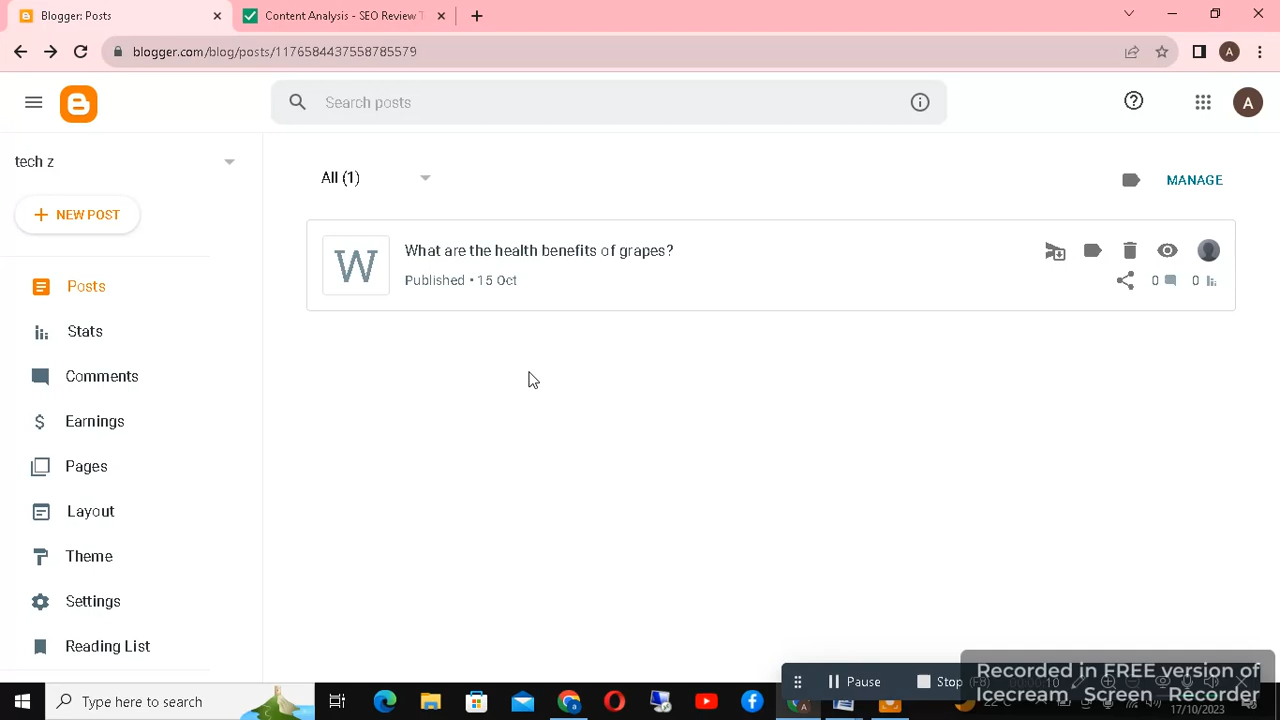 Blogger: Posts
Content Analysis - SEO Review T
blogger.com/blog/posts/1176584437558785579
A
Search posts
A
tech z
All (1)
MANAGE
NEW POST
W
What are the health benefits of grapes?
Published • 15 Oct
0
0
Posts
Stats
Comments
Earnings
Pages
Layout
Theme
Settings
Reading List
Pause
Stop
(F8)
Recorded in FREE version of
Icecream Screen Recorder
Type here to search
22°C
17/10/2023